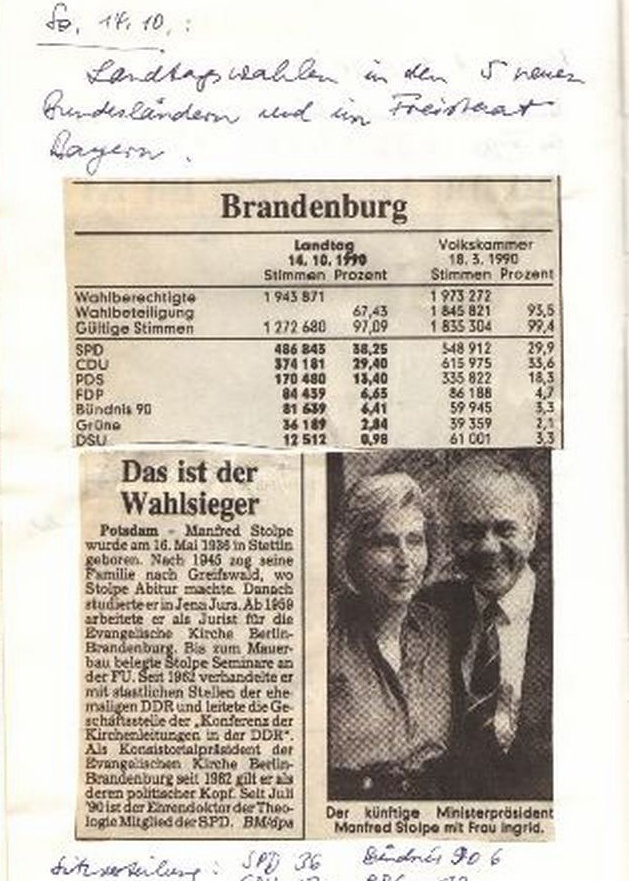 So. 14.10.:
Landtagswahlen in den 5 neuen
Bundesländern und im Freistaat
Bayern.
Brandenburg
Landtag Volkskammer
14. 10. 1990 18. 3. 1990
Stimmen Prozent Stimmen Prozent
Wahlberechtigte 1 943 871 1 973 272
Wahlbeteiligung 67,43 1 845 821 93,5
Gültige Stimmen 1 272 680 97,09 1 835 304 99,4
SPD 486 843 38,25 548 912 29,9
CDU 374 181 29,40 615 975 33,6
PDS 170 480 13,40 335 822 18,3
FDP 84 439 6,65 86 188 4,7
Bündnis 90 81 639 6,41 59 945 3,3
Grüne 36 189 2,84 39 359 2,1
DSU 12 512 0,98 61 001 3,3
Das ist der
Wahlsieger
Potsdam – Manfred Stolpe
wurde am 16. Mai 1936 in Stettin
geboren. Nach 1945 zog seine
Familie nach Greifswald, wo
Stolpe Abitur machte. Danach
studierte er in Jena Jura. Ab 1959
arbeitete er als Jurist für die
Evangelische Kirche Berlin-
Brandenburg. Bis zum Mauer-
bau belegte Stolpe Seminare an
der FU. Seit 1962 verhandelte er
mit staatlichen Stellen der ehe-
maligen DDR und leitete die Ge-
schäftsstelle der „Konferenz der
Kirchenleitungen in der DDR“.
Als Konsistorialpräsident der
Evangelischen Kirche Berlin-
Brandenburg seit 1982 gilt er als
deren politischer Kopf. Seit Juli
'90 ist der Ehrendoktor der Theo-
logie Mitglied der SPD. BM/dpa
Der künftige Ministerpräsident
Manfred Stolpe mit Frau Ingrid.
Sitzverteilung: SPD 36 Bündnis 90 6